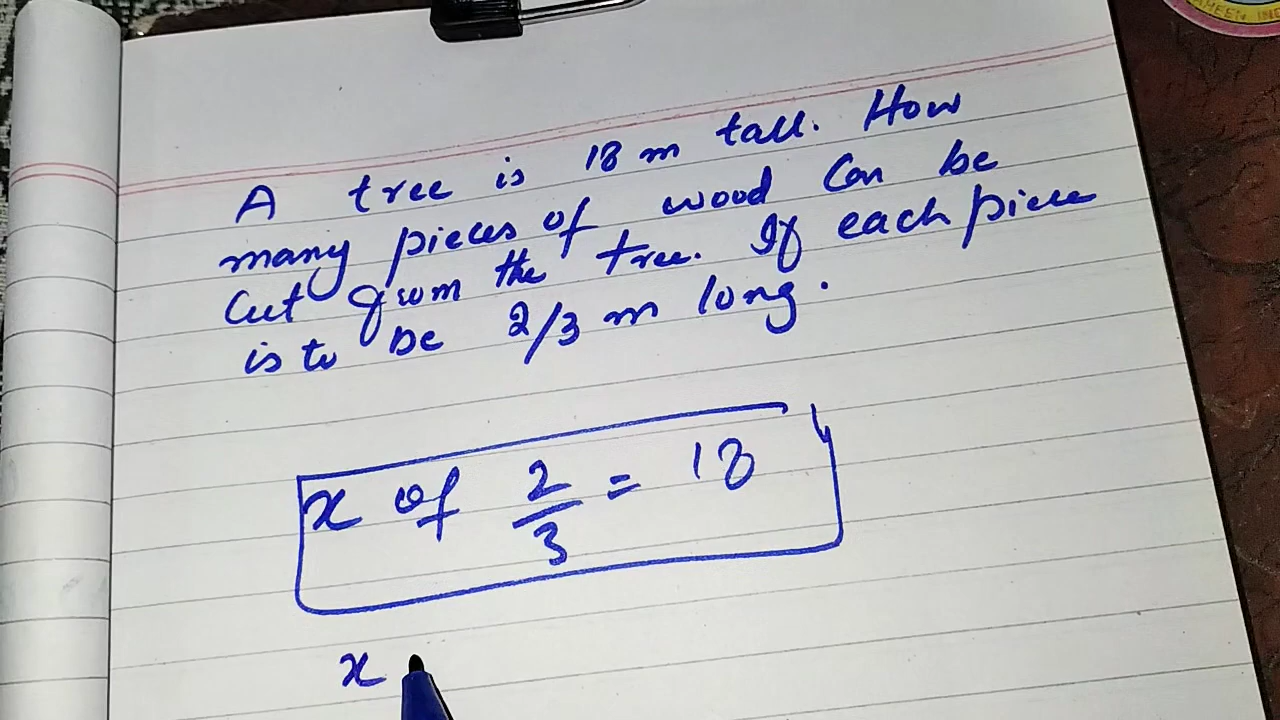 A tree is 18 m tall. How
many pieces of wood can be
cut from the tree. If each piece
is to be 2/3 m long.
x of 2/3 = 18
x